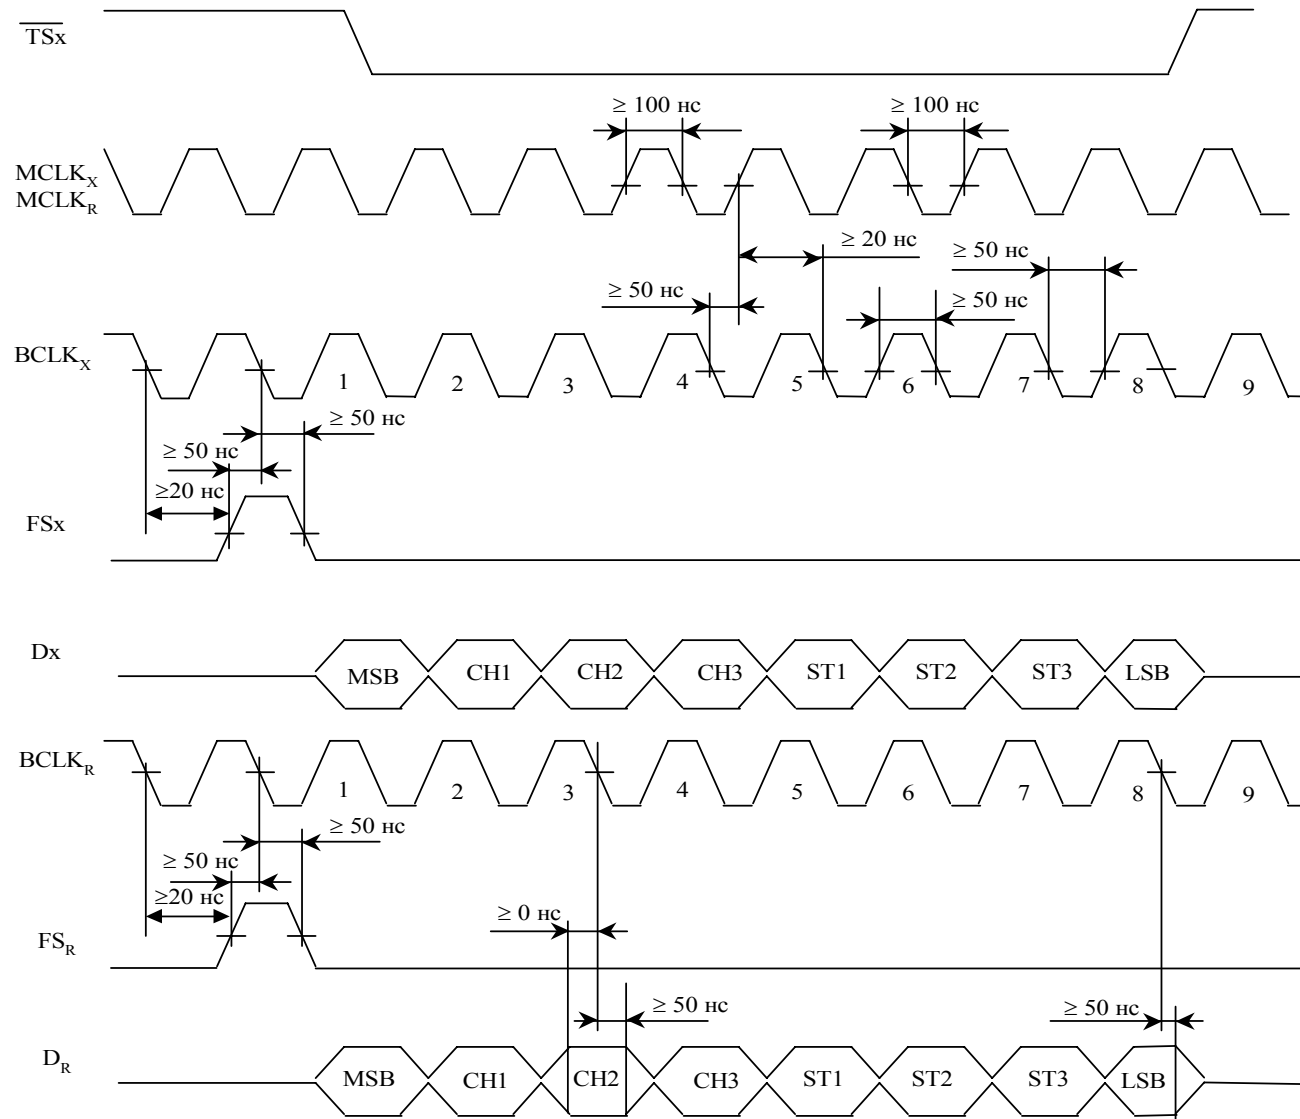 TSx
≥ 100 нс
≥ 100 нс
MCLKX
MCLKR
≥ 20 нс
≥ 50 нс
≥ 50 нс
≥ 50 нс
BCLKX
1 2 3 4 5 6 7 8 9
≥ 50 нс
≥ 50 нс
≥20 нс
FSx
Dx
MSB CH1 CH2 CH3 ST1 ST2 ST3 LSB
BCLKR
1 2 3 4 5 6 7 8 9
≥ 50 нс
≥ 50 нс
≥20 нс
≥ 0 нс
FSR
≥ 50 нс
≥ 50 нс
DR
MSB CH1 CH2 CH3 ST1 ST2 ST3 LSB